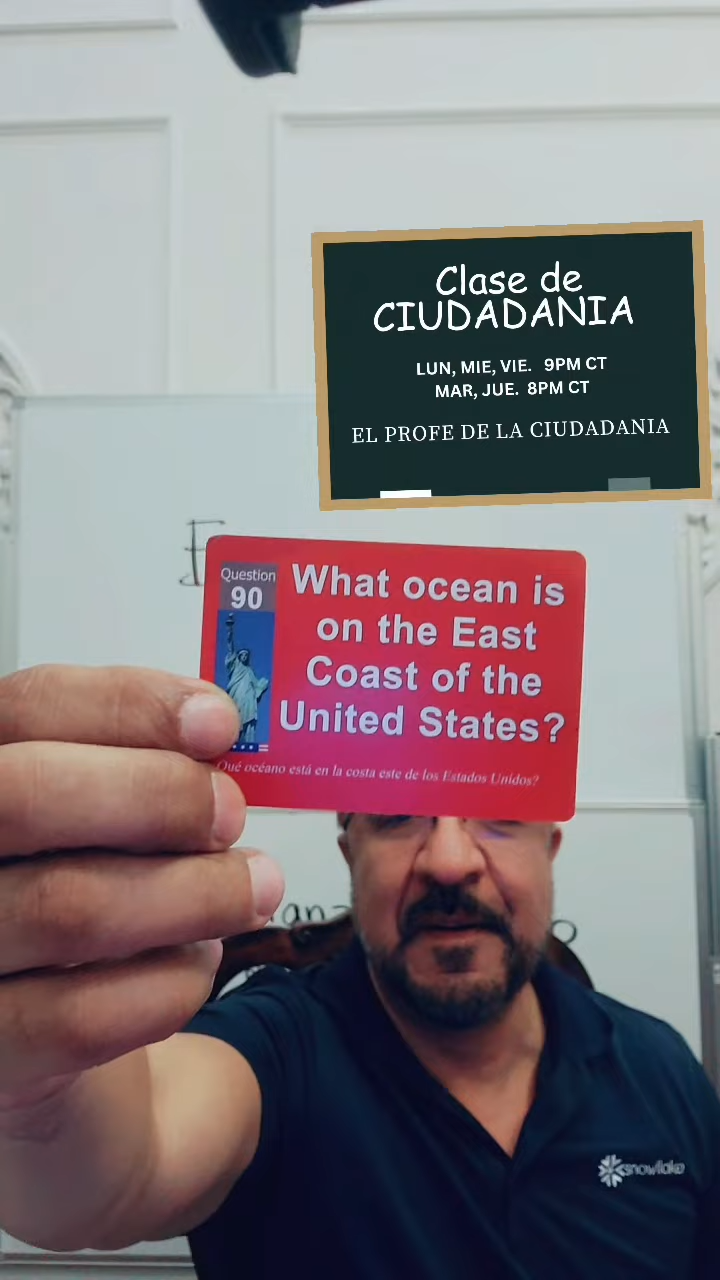 Clase de
CIUDADANIA
LUN, MIE, VIE. 9PM CT
MAR, JUE. 8PM CT
EL PROFE DE LA CIUDADANIA
Question
90
What ocean is
on the East
Coast of the
United States?
Qué océano está en la costa este de los Estados Unidos?
snowflake